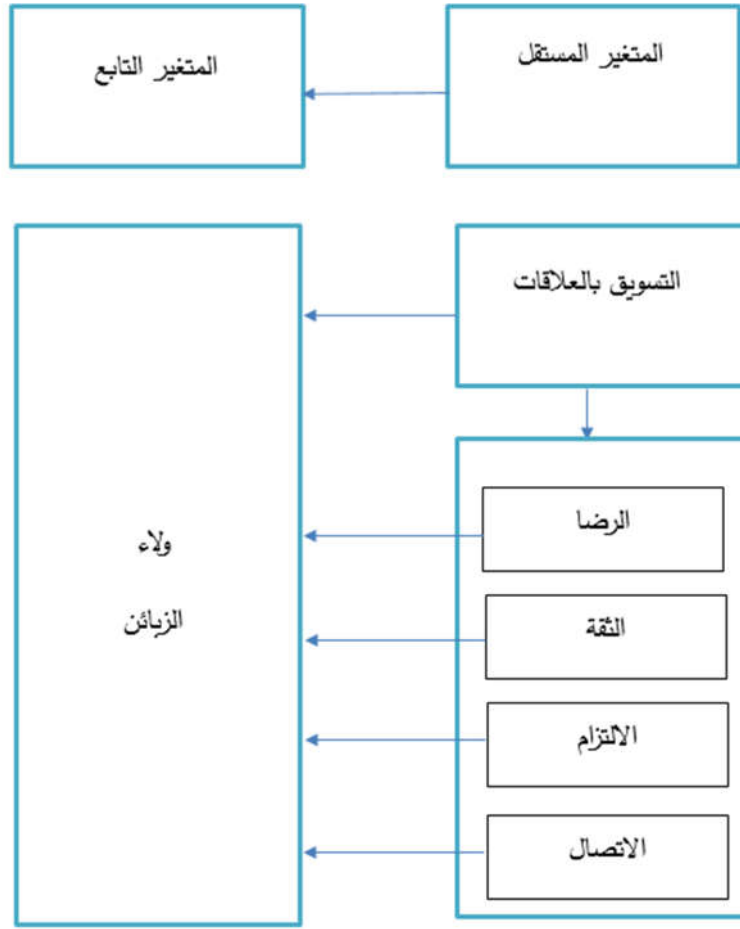 المتغير المستقل
المتغير التابع
التسويق بالعلاقات
الرضا
الثقة
الالتزام
الاتصال
ولاء
الزبائن